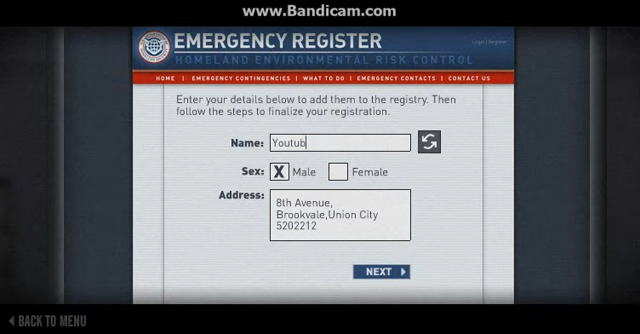 www.Bandicam.com
EMERGENCY REGISTER
Login | Register
HOMELAND ENVIRONMENTAL RISK CONTROL
HOME | EMERGENCY CONTINGENCIES | WHAT TO DO | EMERGENCY CONTACTS | CONTACT US
Enter your details below to add them to the registry. Then
follow the steps to finalize your registration.
Name: Youtub
Sex: X Male Female
Address: 8th Avenue,
Brookvale,Union City
5202212
NEXT
BACK TO MENU